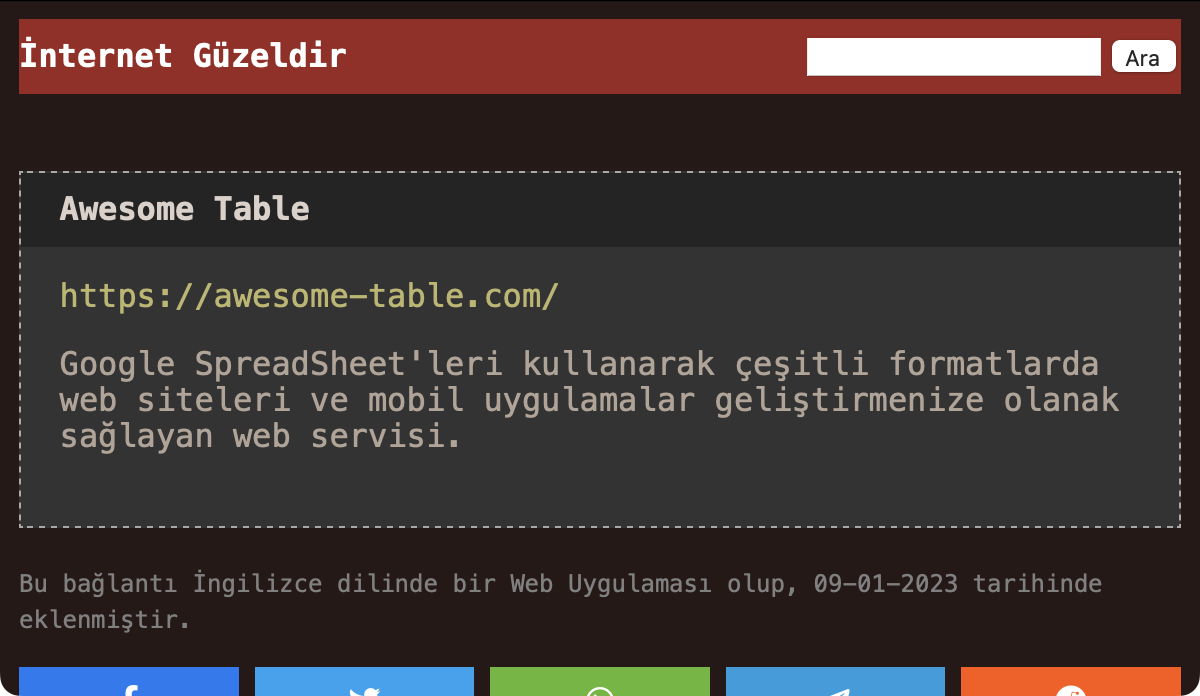 İnternet Güzeldir
Ara
Awesome Table
https://awesome-table.com/
Google SpreadSheet'leri kullanarak çeşitli formatlarda
web siteleri ve mobil uygulamalar geliştirmenize olanak
sağlayan web servisi.
Bu bağlantı İngilizce dilinde bir Web Uygulaması olup, 09-01-2023 tarihinde
eklenmiştir.